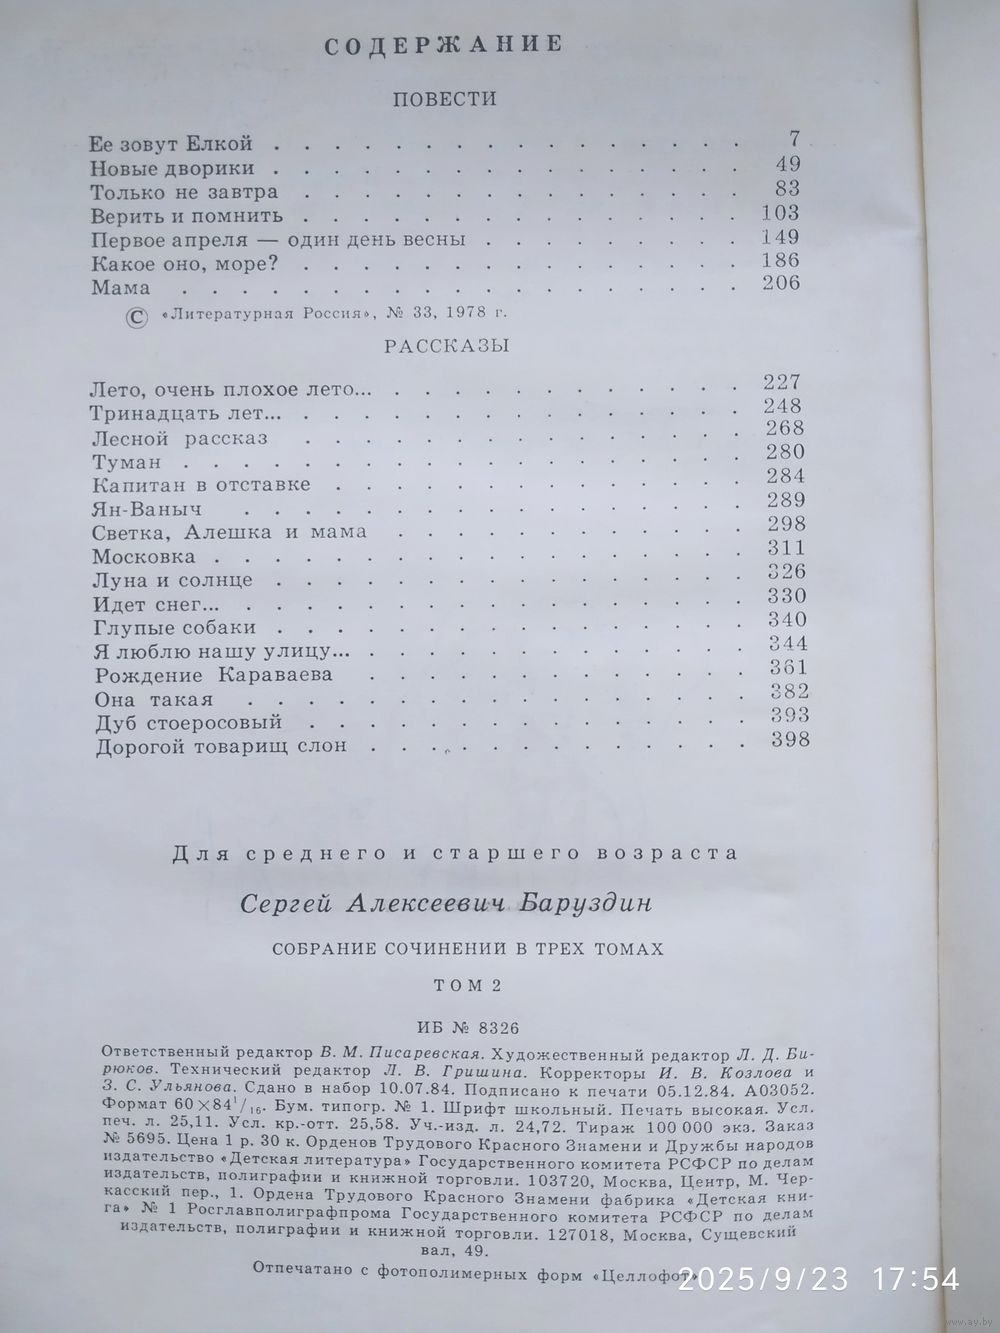 СОДЕРЖАНИЕ
ПОВЕСТИ
Ее зовут Елкой . . . . . . . . . . . . . . . . 7
Новые дворики . . . . . . . . . . . . . . . . 49
Только не завтра . . . . . . . . . . . . . . . 83
Верить и помнить . . . . . . . . . . . . . . . 103
Первое апреля — один день весны . . . . . . . . . 149
Какое оно, море? . . . . . . . . . . . . . . . 186
Мама . . . . . . . . . . . . . . . . . . . 206
© «Литературная Россия», № 33, 1978 г.
РАССКАЗЫ
Лето, очень плохое лето... . . . . . . . . . . . . 227
Тринадцать лет... . . . . . . . . . . . . . . . 248
Лесной рассказ . . . . . . . . . . . . . . . 268
Туман . . . . . . . . . . . . . . . . . . . 280
Капитан в отставке . . . . . . . . . . . . . . 284
Ян-Ваныч . . . . . . . . . . . . . . . . . 289
Светка, Алешка и мама . . . . . . . . . . . . 298
Московка . . . . . . . . . . . . . . . . . . 311
Луна и солнце . . . . . . . . . . . . . . . . 326
Идет снег... . . . . . . . . . . . . . . . . . 330
Глупые собаки . . . . . . . . . . . . . . . . 340
Я люблю нашу улицу... . . . . . . . . . . . . . 344
Рождение Караваева . . . . . . . . . . . . . 361
Она такая . . . . . . . . . . . . . . . . . 382
Дуб стоеросовый . . . . . . . . . . . . . . . 393
Дорогой товарищ слон . . . . . . . . . . . . . 398
Для среднего и старшего возраста
Сергей Алексеевич Баруздин
СОБРАНИЕ СОЧИНЕНИЙ В ТРЕХ ТОМАХ
ТОМ 2
ИБ № 8326
Ответственный редактор В. М. Писаревская. Художественный редактор Л. Д. Би-
рюков. Технический редактор Л. В. Гришина. Корректоры И. В. Козлова и
З. С. Ульянова. Сдано в набор 10.07.84. Подписано к печати 05.12.84. А03052.
Формат 60×84¹/₁₆. Бум. типогр. № 1. Шрифт школьный. Печать высокая. Усл.
печ. л. 25,11. Усл. кр.-отт. 25,58. Уч.-изд. л. 24,72. Тираж 100 000 экз. Заказ
№ 5695. Цена 1 р. 30 к. Орденов Трудового Красного Знамени и Дружбы народов
издательство «Детская литература» Государственного комитета РСФСР по делам
издательств, полиграфии и книжной торговли. 103720, Москва, Центр, М. Чер-
касский пер., 1. Ордена Трудового Красного Знамени фабрика «Детская кни-
га» № 1 Росглавполиграфпрома Государственного комитета РСФСР по делам
издательств, полиграфии и книжной торговли. 127018, Москва, Сущевский
вал, 49.
Отпечатано с фотополимерных форм «Целлофот»
2025/9/23 17:54
www.ay.by